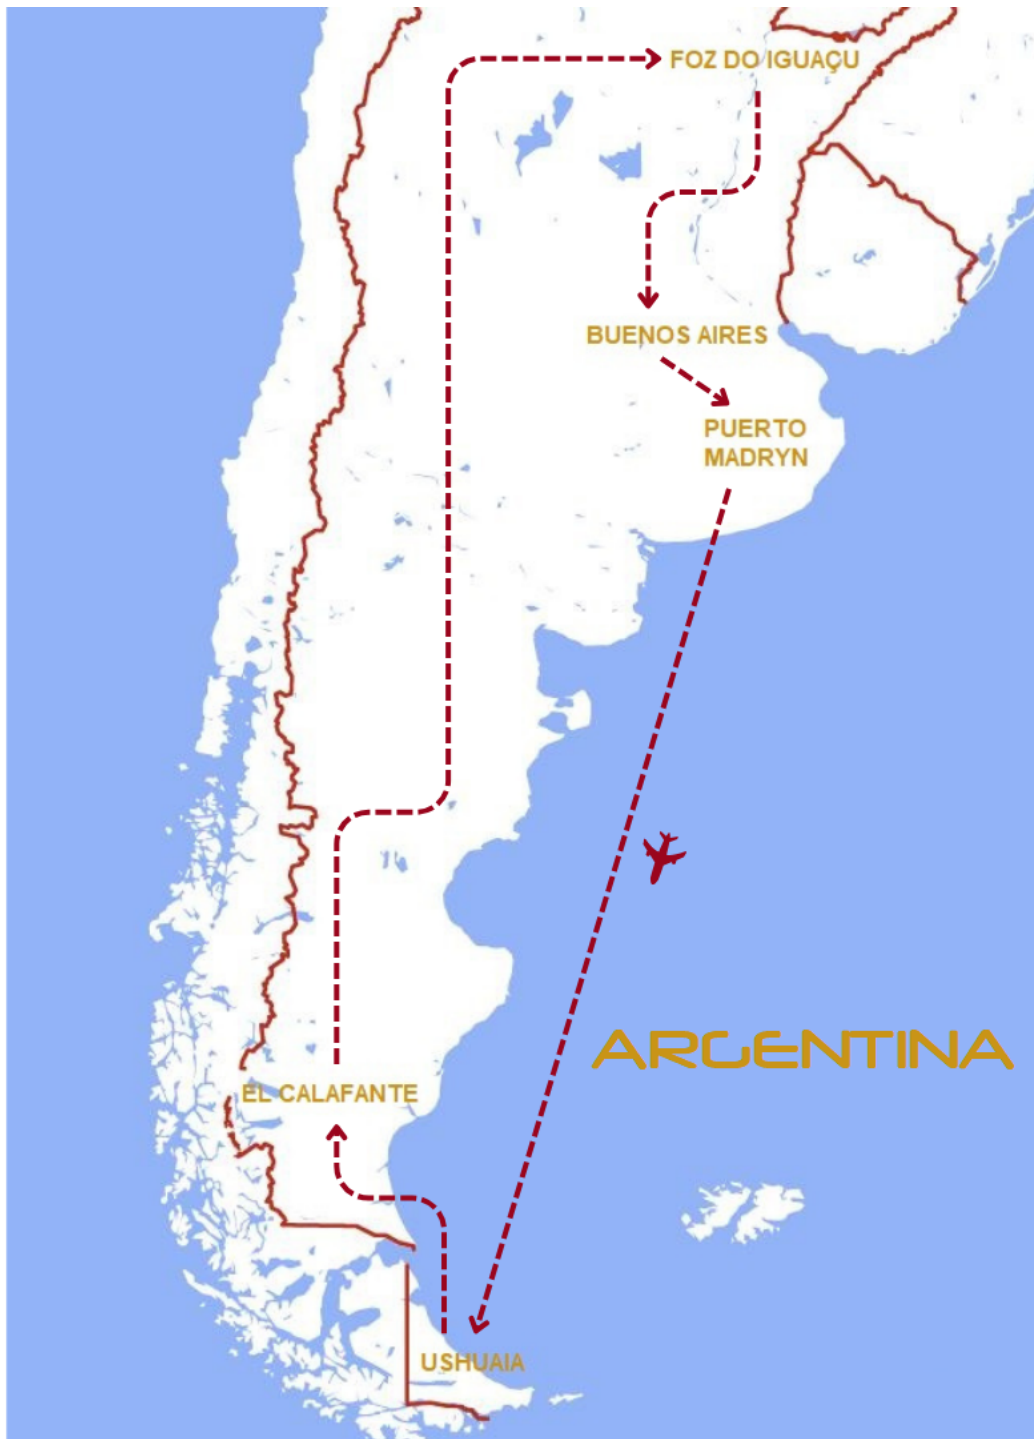 FOZ DO IGUAÇU
BUENOS AIRES
PUERTO
MADRYN
ARGENTINA
EL CALAFANTE
USHUAIA